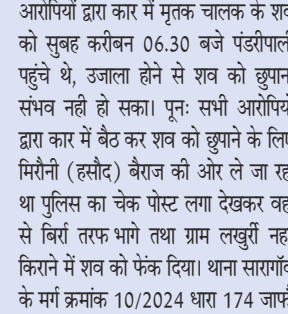 आरोपियों द्वारा कार में मृतक चालक के शव
को सुबह करीबन 06.30 बजे पंडरीपाल
पहुंचे थे, उजाला होने से शव को छुपान
संभव नही हो सका। पूनः सभी आरोपिय
द्वारा कार में बैठ कर शव को छुपाने के लि
मिरौनी (हसौद) बैराज की ओर ले जा रह
था पुलिस का चेक पोस्ट लगा देखकर वह
से बिर्रा तरफ भागे तथा ग्राम लखुर्री नह
किराने में शव को फेंक दिया। थाना सारागॉव
के मर्ग क्रमांक 10/2024 धारा 174 जाफौ